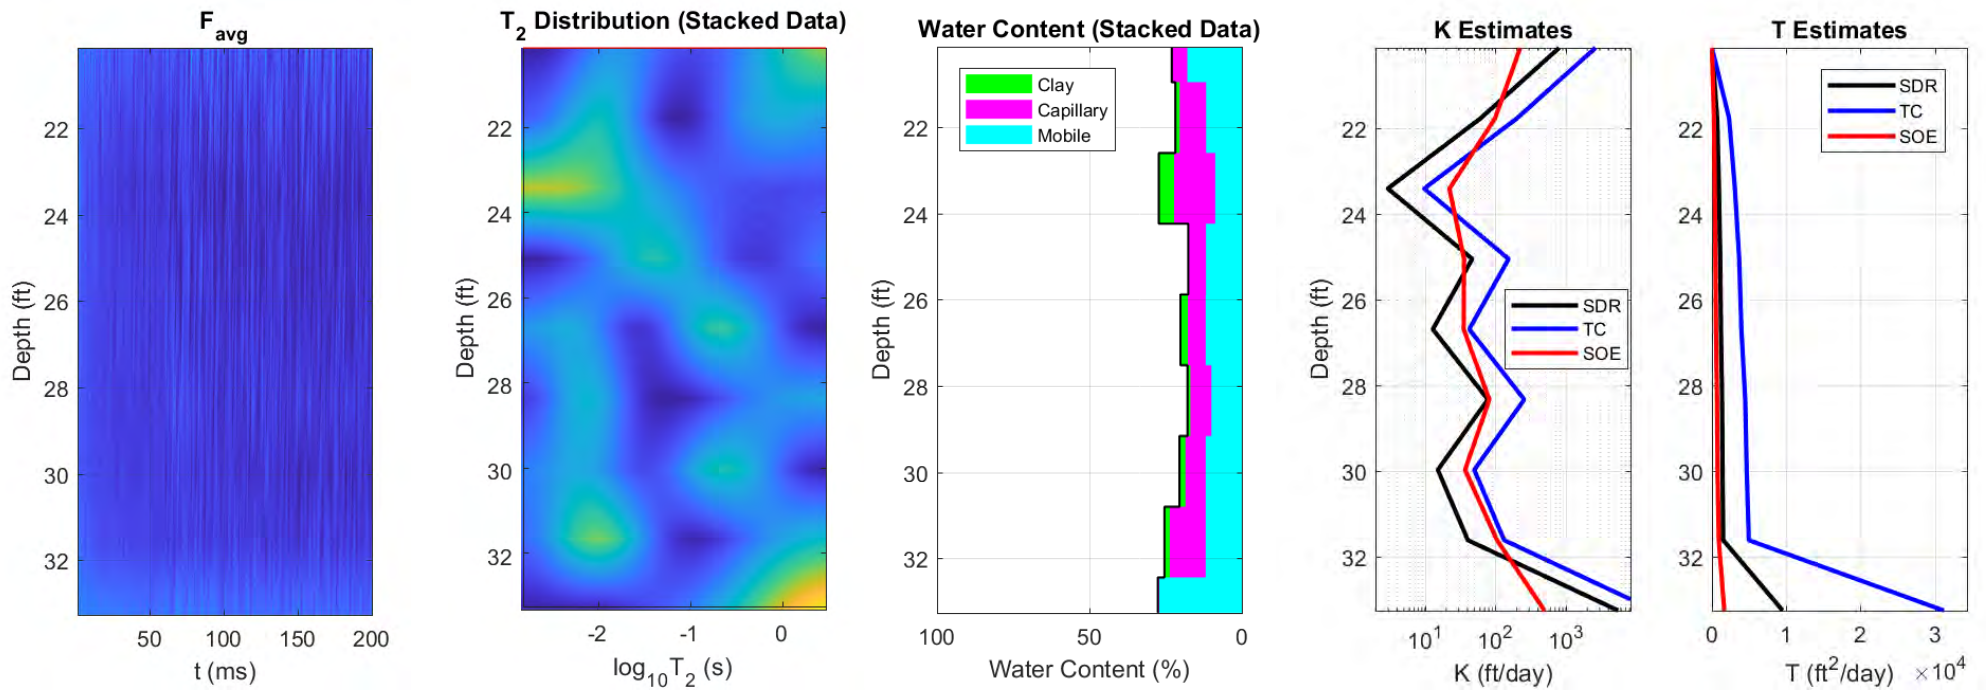 F_avg
22
24
26
28
30
32
Depth (ft)
50 100 150 200
t (ms)
T_2 Distribution (Stacked Data)
22
24
26
28
30
32
Depth (ft)
-2 -1 0
log_10T_2 (s)
Water Content (Stacked Data)
Clay
Capillary
Mobile
22
24
26
28
30
32
Depth (ft)
100 50 0
Water Content (%)
K Estimates
22
24
26
28
30
32
Depth (ft)
SDR
TC
SOE
10^1 10^2 10^3
K (ft/day)
T Estimates
SDR
TC
SOE
22
24
26
28
30
32
0 1 2 3
T (ft^2/day) ×10^4